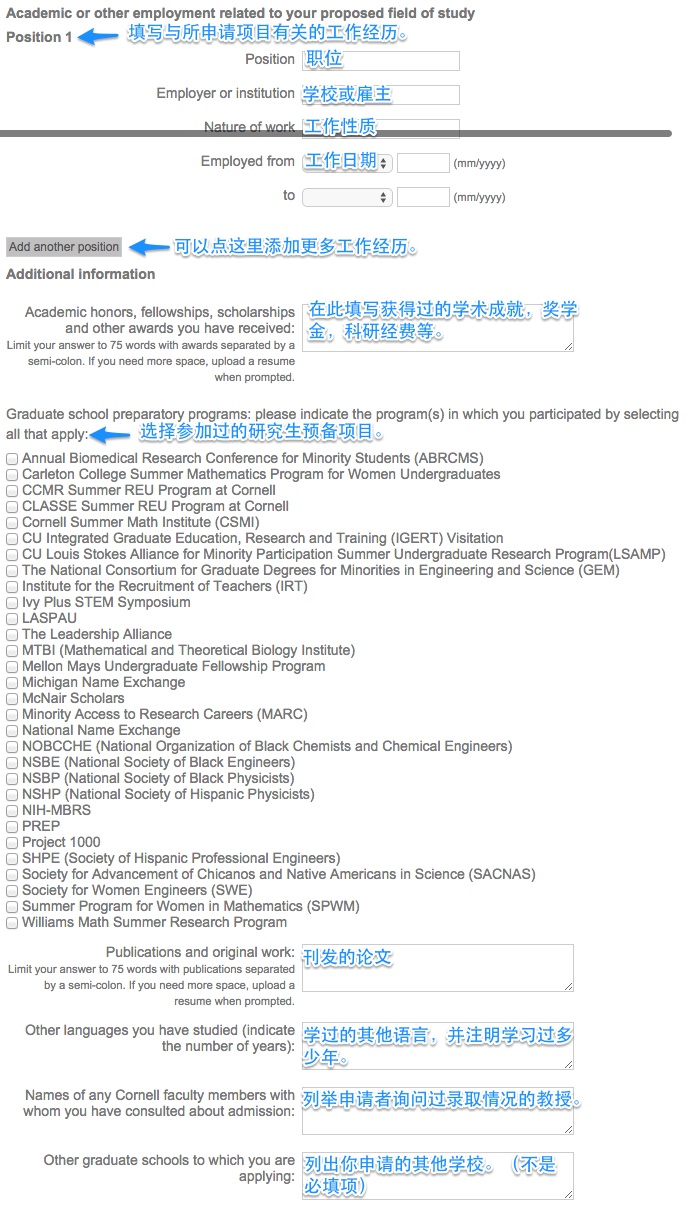 Academic or other employment related to your proposed field of study
Position 1 填写与所申请项目有关的工作经历。
Position 职位
Employer or institution 学校或雇主
Nature of work 工作性质
Employed from 工作日期 (mm/yyyy)
to (mm/yyyy)
Add another position 可以点这里添加更多工作经历。
Additional information
Academic honors, fellowships, scholarships
and other awards you have received:
Limit your answer to 75 words with awards separated by a
semi-colon. If you need more space, upload a resume
when prompted.
在此填写获得过的学术成就，奖学
金，科研经费等。
Graduate school preparatory programs: please indicate the program(s) in which you participated by selecting
all that apply: 选择参加过的研究生预备项目。
Annual Biomedical Research Conference for Minority Students (ABRCMS)
Carleton College Summer Mathematics Program for Women Undergraduates
CCMR Summer REU Program at Cornell
CLASSE Summer REU Program at Cornell
Cornell Summer Math Institute (CSMI)
CU Integrated Graduate Education, Research and Training (IGERT) Visitation
CU Louis Stokes Alliance for Minority Participation Summer Undergraduate Research Program(LSAMP)
The National Consortium for Graduate Degrees for Minorities in Engineering and Science (GEM)
Institute for the Recruitment of Teachers (IRT)
Ivy Plus STEM Symposium
LASPAU
The Leadership Alliance
MTBI (Mathematical and Theoretical Biology Institute)
Mellon Mays Undergraduate Fellowship Program
Michigan Name Exchange
McNair Scholars
Minority Access to Research Careers (MARC)
National Name Exchange
NOBCCHE (National Organization of Black Chemists and Chemical Engineers)
NSBE (National Society of Black Engineers)
NSBP (National Society of Black Physicists)
NSHP (National Society of Hispanic Physicists)
NIH-MBRS
PREP
Project 1000
SHPE (Society of Hispanic Professional Engineers)
Society for Advancement of Chicanos and Native Americans in Science (SACNAS)
Society for Women Engineers (SWE)
Summer Program for Women in Mathematics (SPWM)
Williams Math Summer Research Program
Publications and original work:
Limit your answer to 75 words with publications separated
by a semi-colon. If you need more space, upload a
resume when prompted.
刊发的论文
Other languages you have studied (indicate
the number of years):
学过的其他语言，并注明学习过多
少年。
Names of any Cornell faculty members with
whom you have consulted about admission:
列举申请者询问过录取情况的教授。
Other graduate schools to which you are
applying:
列出你申请的其他学校。（不是
必填项）